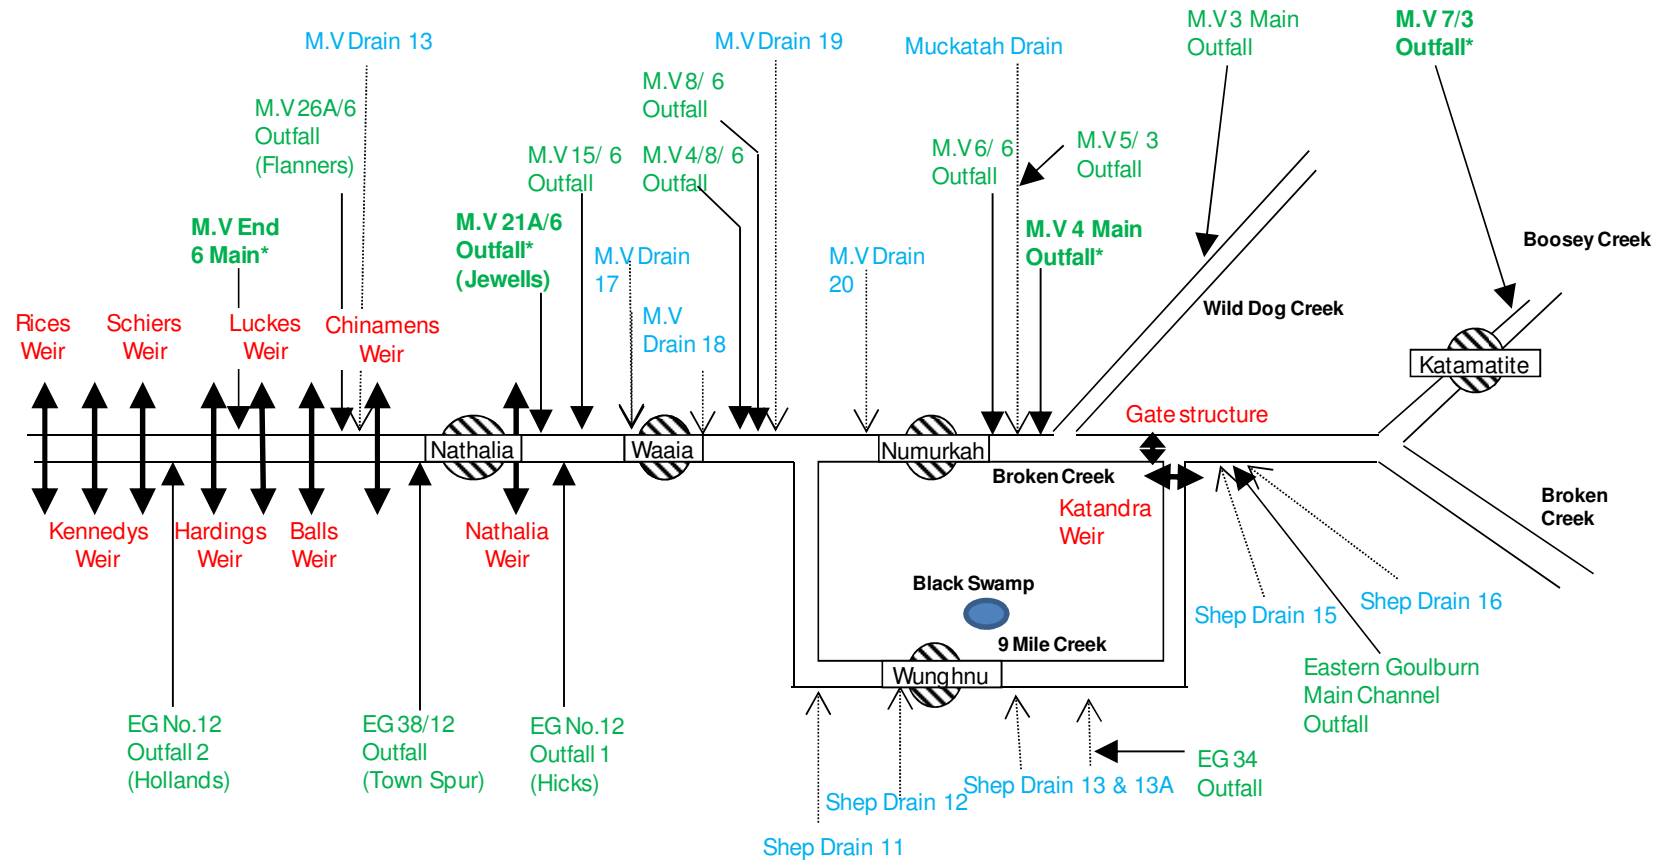 M.V Drain 13
M.V Drain 19
Muckatah Drain
M.V 3 Main
Outfall
M.V 7/3
Outfall*
M.V 26A/6
Outfall
(Flanners)
M.V 8/ 6
Outfall
M.V 15/ 6
Outfall
M.V 4/8/ 6
Outfall
M.V 6/ 6
Outfall
M.V 5/ 3
Outfall
M.V End
6 Main*
M.V 21A/6
Outfall*
(Jewells)
M.V Drain
17
M.V
Drain 18
M.V Drain
20
M.V 4 Main
Outfall*
Boosey Creek
Wild Dog Creek
Rices
Weir
Schiers
Weir
Luckes
Weir
Chinamens
Weir
Katamatite
Gate structure
Nathalia
Waaia
Numurkah
Broken Creek
Katandra
Weir
Broken
Creek
Kennedys
Weir
Hardings
Weir
Balls
Weir
Nathalia
Weir
Black Swamp
9 Mile Creek
Wunghnu
Shep Drain 15
Shep Drain 16
Eastern Goulburn
Main Channel
Outfall
EG No.12
Outfall 2
(Hollands)
EG 38/12
Outfall
(Town Spur)
EG No.12
Outfall 1
(Hicks)
EG 34
Outfall
Shep Drain 13 & 13A
Shep Drain 12
Shep Drain 11